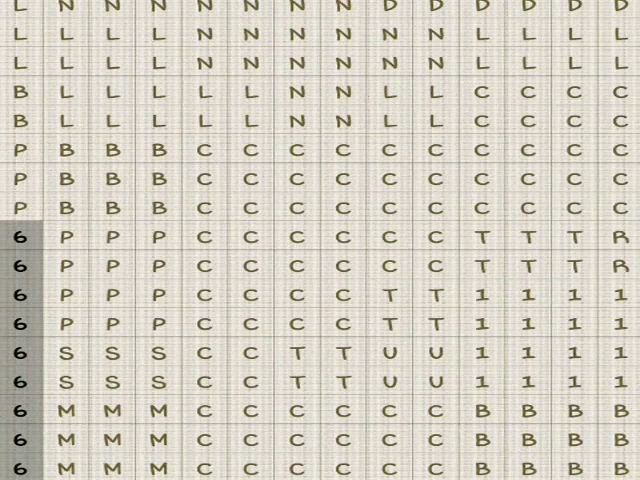 L N N N N N N N D D D D D D
L L L L N N N N N N L L L L
L L L L N N N N N N L L L L
B L L L L L N N L L C C C C
B L L L L L N N L L C C C C
P B B B C C C C C C C C C C
P B B B C C C C C C C C C C
P B B B C C C C C C C C C C
6 P P P C C C C C C T T T R
6 P P P C C C C C C T T T R
6 P P P C C C C T T 1 1 1 1
6 P P P C C C C T T 1 1 1 1
6 S S S C C T T U U 1 1 1 1
6 S S S C C T T U U 1 1 1 1
6 M M M C C C C C C B B B B
6 M M M C C C C C C B B B B
6 M M M C C C C C C B B B B